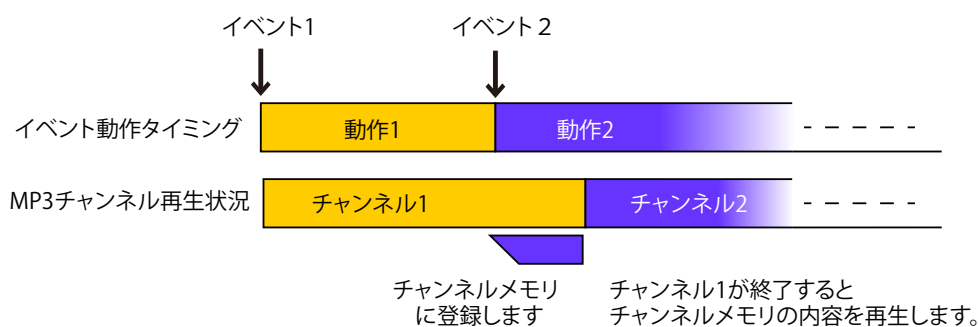 イベント1
イベント 2
イベント動作タイミング
動作1
動作2
MP3チャンネル再生状況
チャンネル1
チャンネル2
チャンネルメモリ
に登録します
チャンネル1が終了すると
チャンネルメモリの内容を再生します。